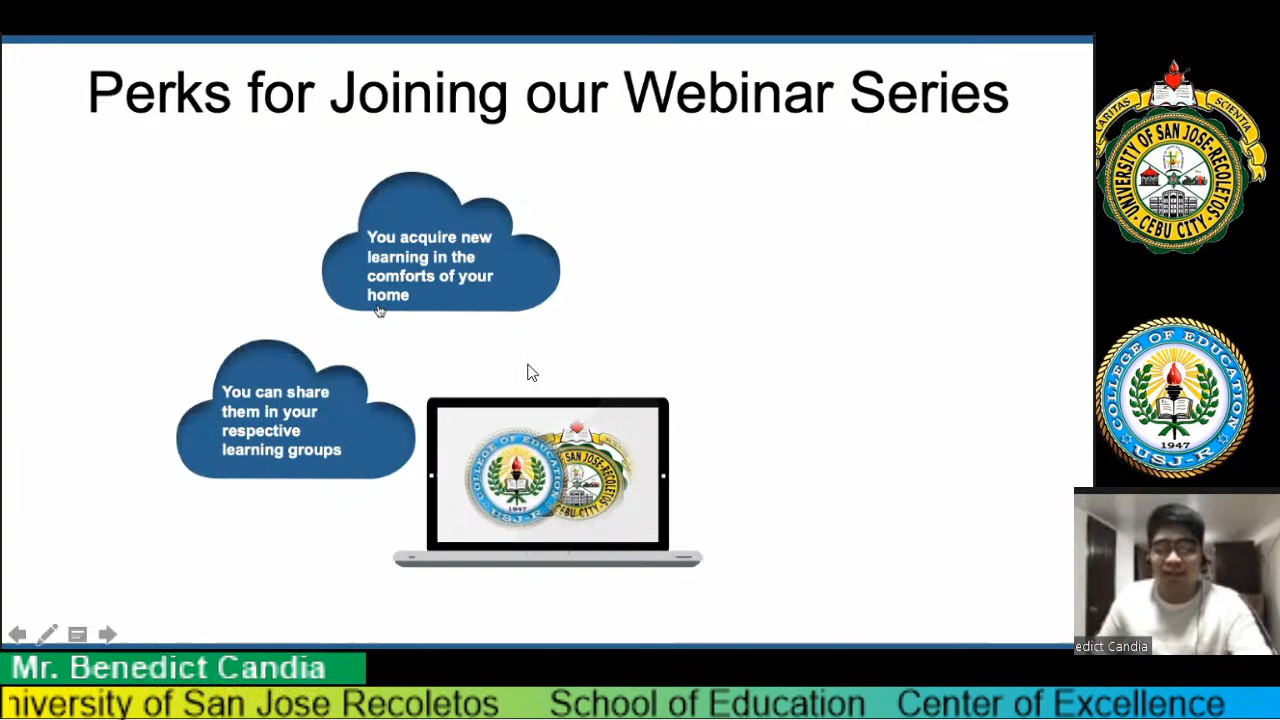 Perks for Joining our Webinar Series
You acquire new
learning in the
comforts of your
home
You can share
them in your
respective
learning groups
COLLEGE OF EDUCATION
1947
USJ-R
SAN JOSE-RECOLETOS
CEBU CITY
CARITAS
SCIENTIA
UNIVERSITY OF SAN JOSE-RECOLETOS
CEBU CITY
COLLEGE OF EDUCATION
1947
USJ-R
edict Candia
Mr. Benedict Candia
niversity of San Jose Recoletos School of Education Center of Excellence